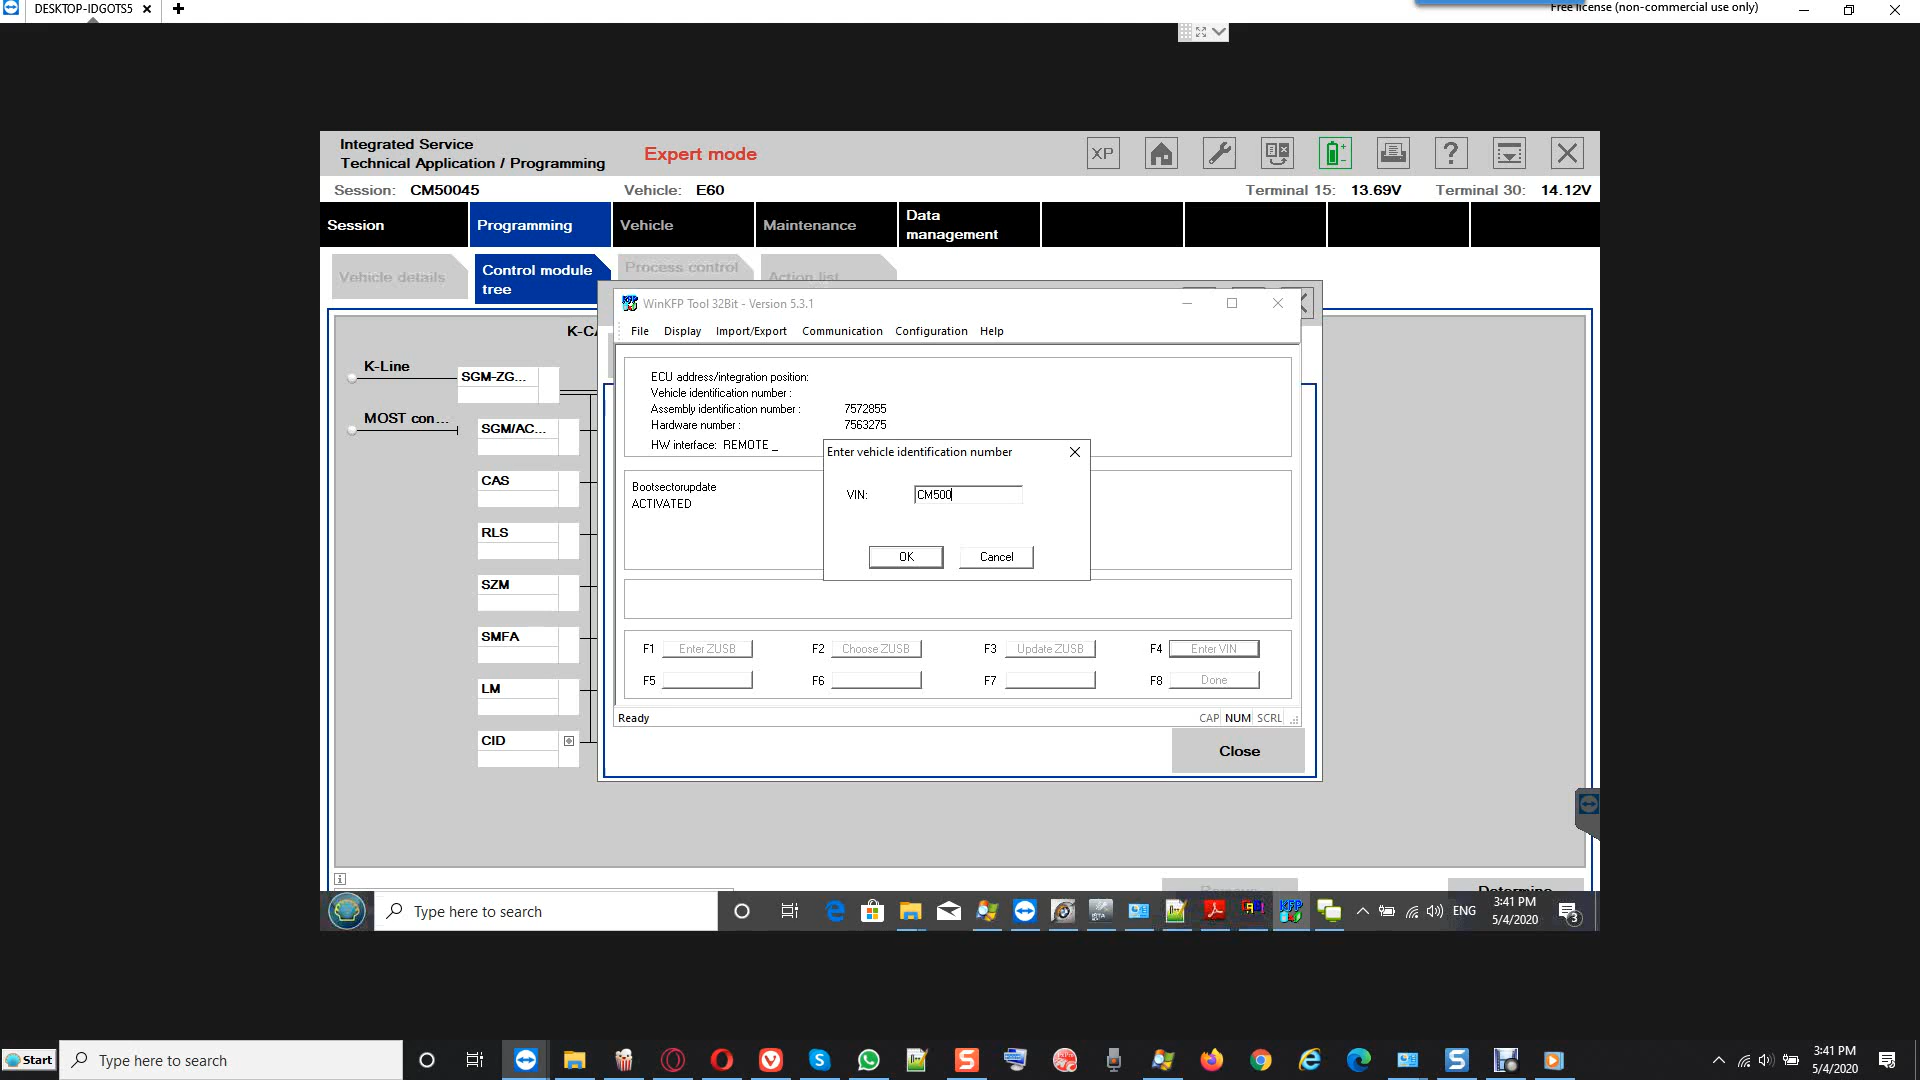 DESKTOP-IDGOTS5
Free license (non-commercial use only)
Integrated Service
Technical Application / Programming
Expert mode
XP
Session: CM50045
Vehicle: E60
Terminal 15: 13.69V
Terminal 30: 14.12V
Session
Programming
Vehicle
Maintenance
Data
management
Vehicle details
Control module
tree
Process control
Action list
WinKFP Tool 32Bit - Version 5.3.1
File Display Import/Export Communication Configuration Help
K-CA
K-Line
MOST con...
SGM-ZG...
SGM/AC...
CAS
RLS
SZM
SMFA
LM
CID
ECU address/integration position:
Vehicle identification number :
Assembly identification number : 7572855
Hardware number : 7563275
HW interface: REMOTE _
Bootsectorupdate
ACTIVATED
Enter vehicle identification number
VIN: CM500
OK Cancel
F1 Enter ZUSB F2 Choose ZUSB F3 Update ZUSB F4 Enter VIN
F5 F6 F7 F8 Done
Ready
CAP NUM SCRL
Close
Determine
Type here to search
ENG
3:41 PM
5/4/2020
3
Start
Type here to search
3:41 PM
5/4/2020